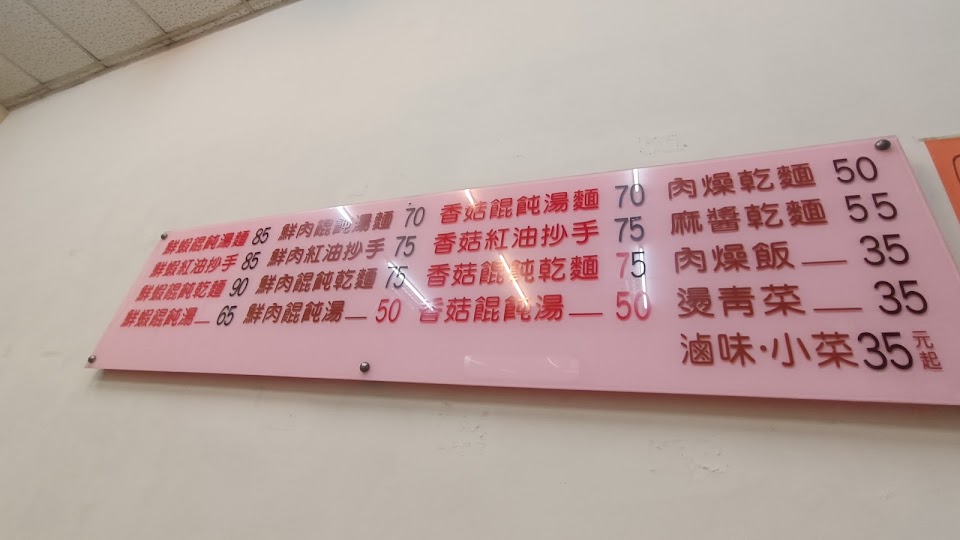 鮮蝦餛飩湯麵 85 鮮肉餛飩湯麵 70 香菇餛飩湯麵 70 肉燥乾麵 50
鮮蝦紅油抄手 85 鮮肉紅油抄手 75 香菇紅油抄手 75 麻醬乾麵 55
鮮蝦餛飩乾麵 90 鮮肉餛飩乾麵 75 香菇餛飩乾麵 75 肉燥飯 35
鮮蝦餛飩湯 65 鮮肉餛飩湯 50 香菇餛飩湯 50 燙青菜 35
滷味·小菜 35元起